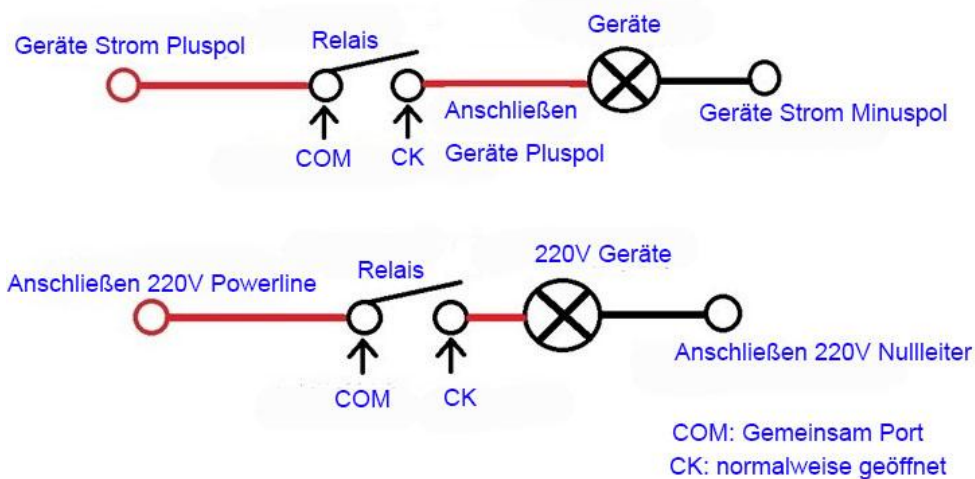 Geräte
Geräte Strom Pluspol
Relais
Anschließen
Geräte Pluspol
Geräte Strom Minuspol
COM
CK
220V Geräte
Relais
Anschließen 220V Powerline
Anschließen 220V Nullleiter
COM
CK
COM: Gemeinsam Port
CK: normalweise geöffnet